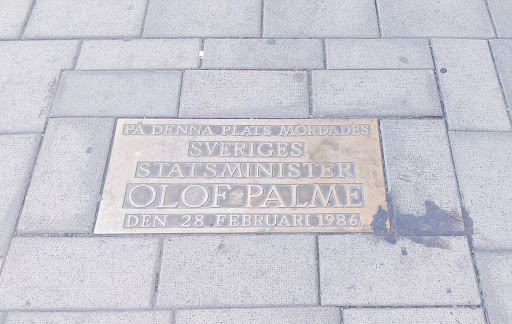 PÅ DENNA PLATS MÖRDADES
SVERIGES
STATSMINISTER
OLOF PALME
DEN 28. FEBRUARI 1986